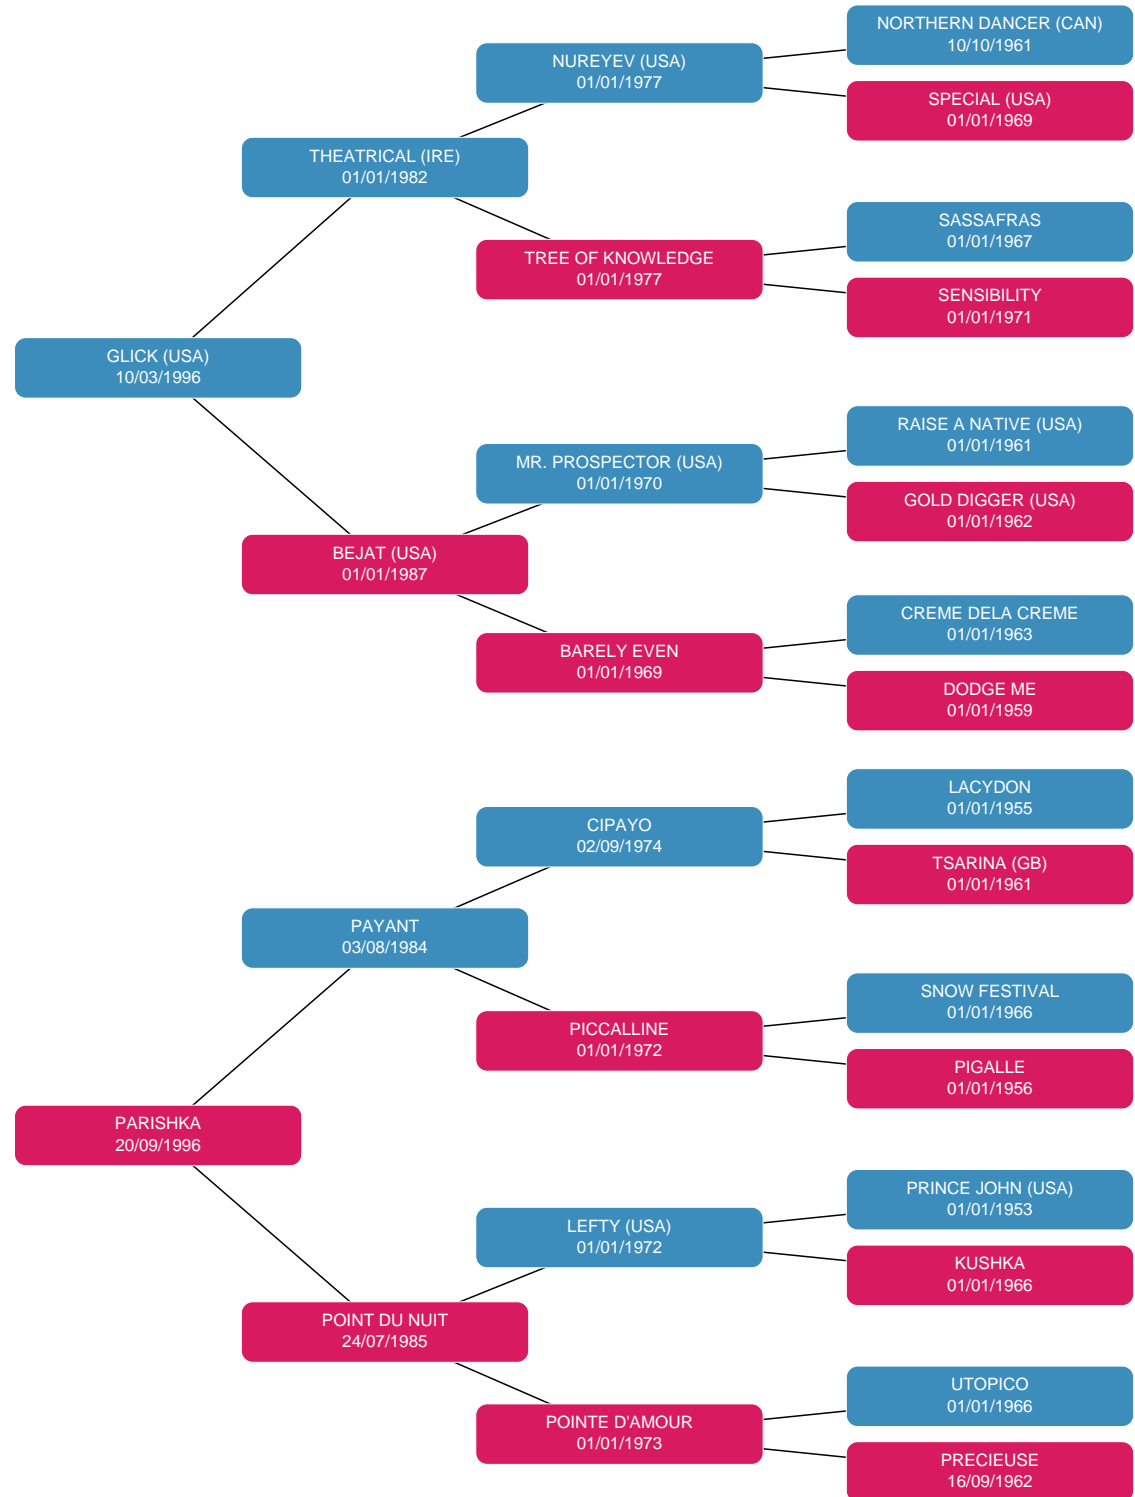 NORTHERN DANCER (CAN)
10/10/1961
NUREYEV (USA)
01/01/1977
SPECIAL (USA)
01/01/1969
THEATRICAL (IRE)
01/01/1982
SASSAFRAS
01/01/1967
TREE OF KNOWLEDGE
01/01/1977
SENSIBILITY
01/01/1971
GLICK (USA)
10/03/1996
RAISE A NATIVE (USA)
01/01/1961
MR. PROSPECTOR (USA)
01/01/1970
GOLD DIGGER (USA)
01/01/1962
BEJAT (USA)
01/01/1987
CREME DELA CREME
01/01/1963
BARELY EVEN
01/01/1969
DODGE ME
01/01/1959
LACYDON
01/01/1955
CIPAYO
02/09/1974
TSARINA (GB)
01/01/1961
PAYANT
03/08/1984
SNOW FESTIVAL
01/01/1966
PICCALLINE
01/01/1972
PIGALLE
01/01/1956
PARISHKA
20/09/1996
PRINCE JOHN (USA)
01/01/1953
LEFTY (USA)
01/01/1972
KUSHKA
01/01/1966
POINT DU NUIT
24/07/1985
UTOPICO
01/01/1966
POINTE D'AMOUR
01/01/1973
PRECIEUSE
16/09/1962